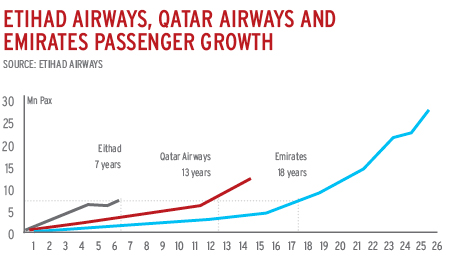 ETIHAD AIRWAYS, QATAR AIRWAYS AND
EMIRATES PASSENGER GROWTH
SOURCE: ETIHAD AIRWAYS
30
Mn Pax
25
20
15
10
5
0
Eithad
7 years
Qatar Airways
13 years
Emirates
18 years
1 2 3 4 5 6 7 8 9 10 11 12 13 14 15 16 17 18 19 20 21 22 23 24 25 26